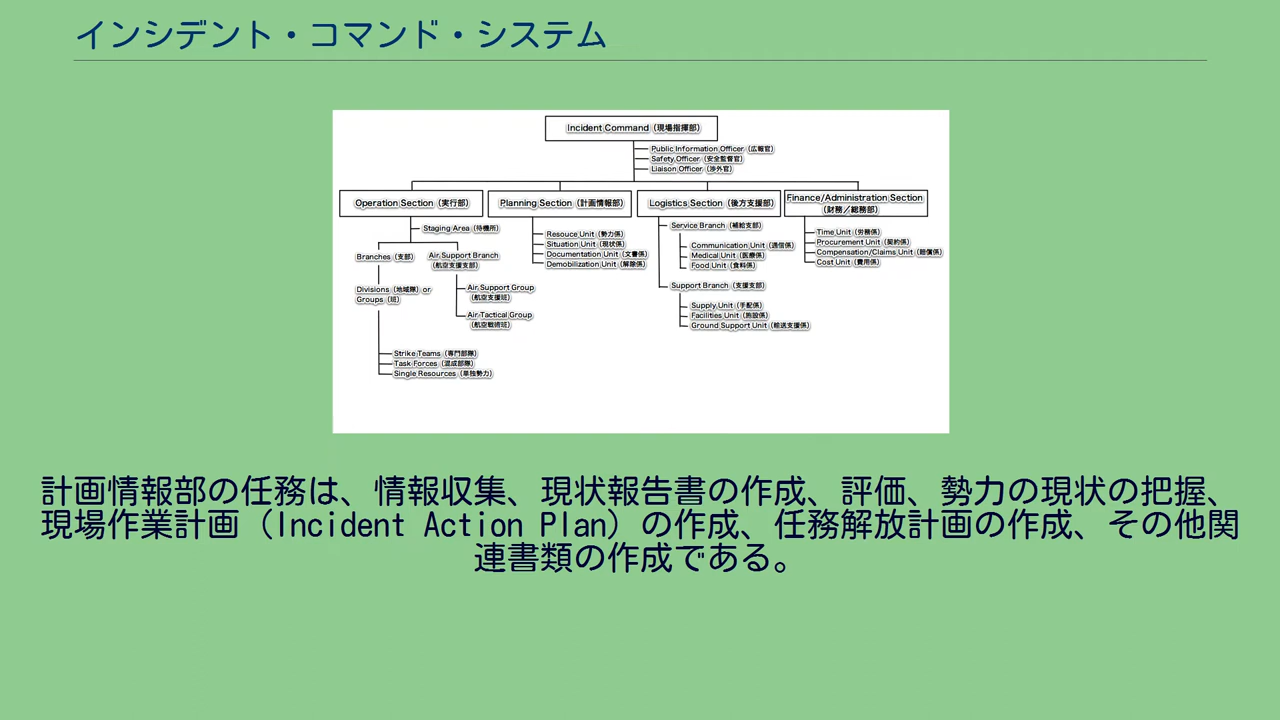 インシデント・コマンド・システム
Incident Command（現場指揮部）
Public Information Officer（広報官）
Safety Officer（安全監督官）
Liaison Officer（渉外官）
Operation Section（実行部）
Staging Area（待機所）
Branches（支部）
Air Support Branch
（航空支援支部）
Divisions（地域隊）or
Groups（班）
Air Support Group
（航空支援班）
Air Tactical Group
（航空戦術班）
Strike Teams（専門部隊）
Task Forces（混成部隊）
Single Resources（単独勢力）
Planning Section（計画情報部）
Resouce Unit（勢力係）
Situation Unit（現状係）
Documentation Unit（文書係）
Demobilization Unit（解除係）
Logistics Section（後方支援部）
Service Branch（補給支部）
Communication Unit（通信係）
Medical Unit（医療係）
Food Unit（食料係）
Support Branch（支援支部）
Supply Unit（手配係）
Facilities Unit（施設係）
Ground Support Unit（輸送支援係）
Finance/Administration Section
（財務／総務部）
Time Unit（労務係）
Procurement Unit（契約係）
Compensation/Claims Unit（賠償係）
Cost Unit（費用係）
計画情報部の任務は、情報収集、現状報告書の作成、評価、勢力の現状の把握、
現場作業計画（Incident Action Plan）の作成、任務解放計画の作成、その他関
連書類の作成である。